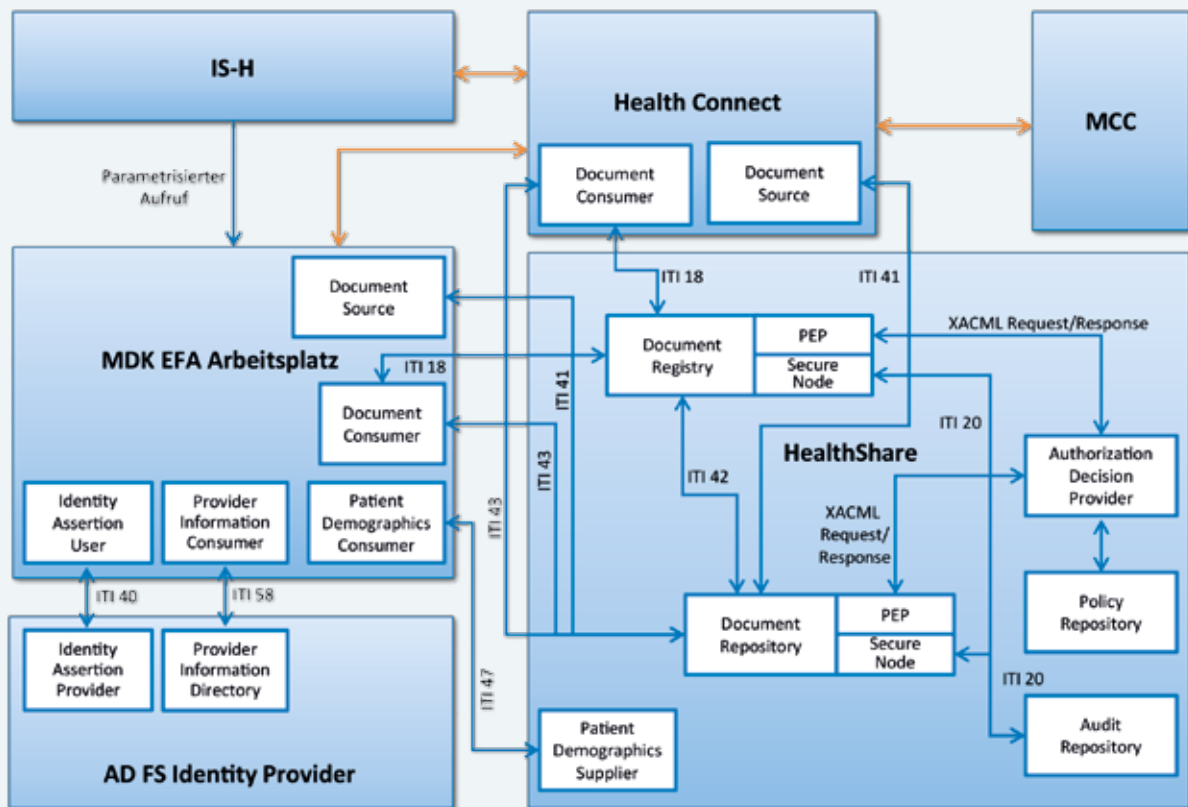 IS-H
Health Connect
MCC
Document
Consumer
Document
Source
Parametrisierter
Aufruf
ITI 18
ITI 41
Document
Source
MDK EFA Arbeitsplatz
Document
Consumer
Identity
Assertion
User
Provider
Information
Consumer
Patient
Demographics
Consumer
ITI 18
ITI 41
ITI 43
ITI 43
ITI 47
Document
Registry
PEP
Secure
Node
XACML Request/Response
ITI 20
HealthShare
ITI 42
Authorization
Decision
Provider
XACML
Request/
Response
Policy
Repository
Document
Repository
PEP
Secure
Node
ITI 20
Audit
Repository
Patient
Demographics
Supplier
ITI 40
ITI 58
Identity
Assertion
Provider
Provider
Information
Directory
AD FS Identity Provider